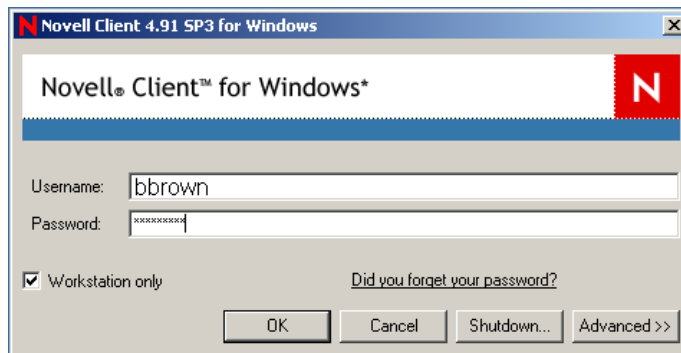 Novell Client 4.91 SP3 for Windows
Novell® Client™ for Windows*
N
Username: bbrown
Password: *********
Workstation only
Did you forget your password?
OK Cancel Shutdown... Advanced >>